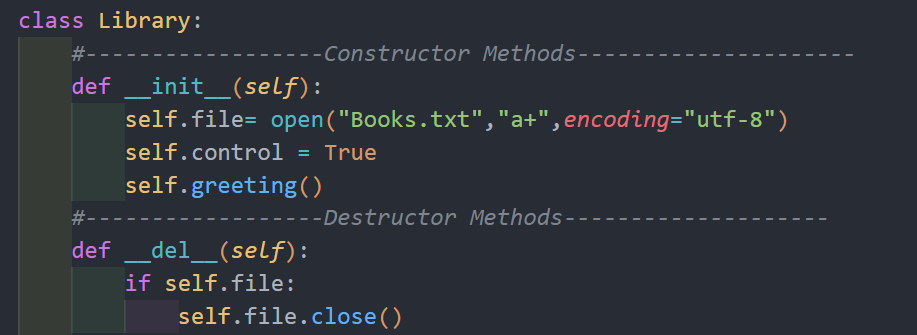 class Library:
    #------------------Constructor Methods---------------------
    def __init__(self):
        self.file= open("Books.txt","a+",encoding="utf-8")
        self.control = True
        self.greeting()
    #------------------Destructor Methods--------------------
    def __del__(self):
        if self.file:
            self.file.close()